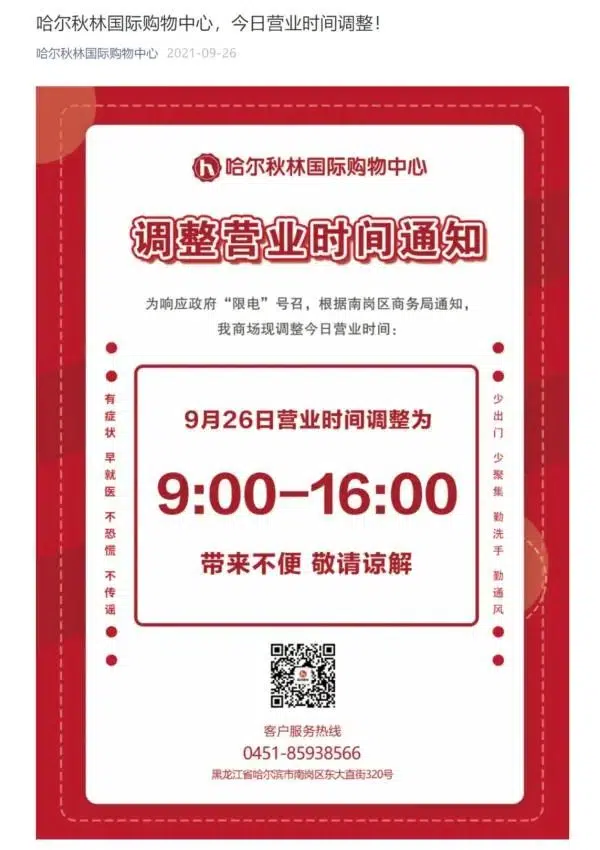 哈尔秋林国际购物中心，今日营业时间调整！
哈尔秋林国际购物中心 2021-09-26
哈尔秋林国际购物中心
调整营业时间通知
为响应政府“限电”号召，根据南岗区商务局通知，
我商场现调整今日营业时间：
有症状 早就医 不恐慌 不传谣
9月26日营业时间调整为
9:00-16:00
带来不便 敬请谅解
少出门 少聚集 勤洗手 勤通风
客户服务热线
0451-85938566
黑龙江省哈尔滨市南岗区东大直街320号